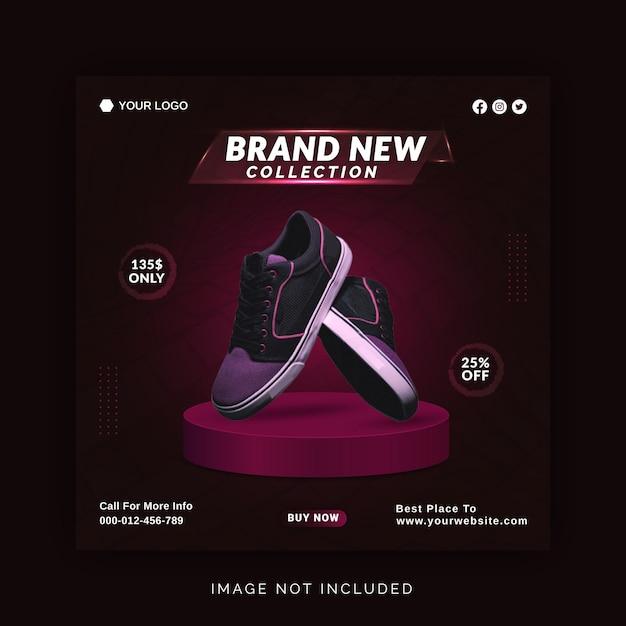 YOUR LOGO
BRAND NEW
COLLECTION
135$
ONLY
25%
OFF
Call For More Info
000-012-456-789
BUY NOW
Best Place To
www.yourwebsite.com
IMAGE NOT INCLUDED